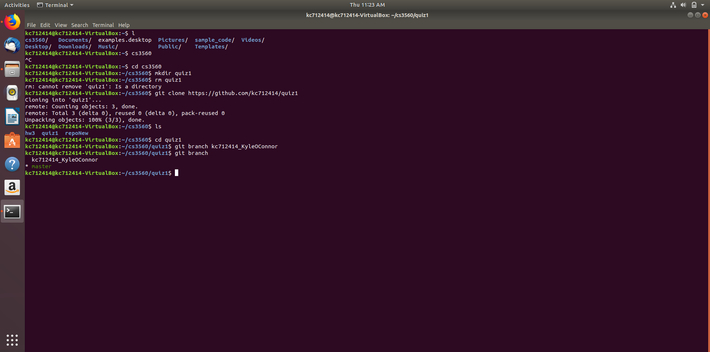 Activities Terminal Thu 11:23 AM
kc712414@kc712414-VirtualBox: ~/cs3560/quiz1
File Edit View Search Terminal Help
kc712414@kc712414-VirtualBox:~$ l
cs3560/ Documents/ examples.desktop Pictures/ sample_code/ Videos/
Desktop/ Downloads/ Music/ Public/ Templates/
kc712414@kc712414-VirtualBox:~$ cs3560
^C
kc712414@kc712414-VirtualBox:~$ cd cs3560
kc712414@kc712414-VirtualBox:~/cs3560$ mkdir quiz1
kc712414@kc712414-VirtualBox:~/cs3560$ rm quiz1
rm: cannot remove 'quiz1': Is a directory
kc712414@kc712414-VirtualBox:~/cs3560$ git clone https://github.com/kc712414/quiz1
Cloning into 'quiz1'...
remote: Counting objects: 3, done.
remote: Total 3 (delta 0), reused 0 (delta 0), pack-reused 0
Unpacking objects: 100% (3/3), done.
kc712414@kc712414-VirtualBox:~/cs3560$ ls
hw3 quiz1 repoNew
kc712414@kc712414-VirtualBox:~/cs3560$ cd quiz1
kc712414@kc712414-VirtualBox:~/cs3560/quiz1$ git branch kc712414_KyleOConnor
kc712414@kc712414-VirtualBox:~/cs3560/quiz1$ git branch
kc712414_KyleOConnor
* master
kc712414@kc712414-VirtualBox:~/cs3560/quiz1$